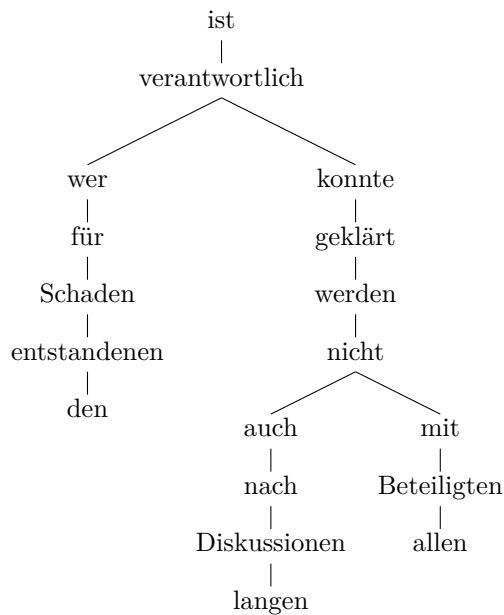 ist
verantwortlich
wer konnte
für geklärt
Schaden werden
entstandenen nicht
den
auch mit
nach Beteiligten
Diskussionen allen
langen